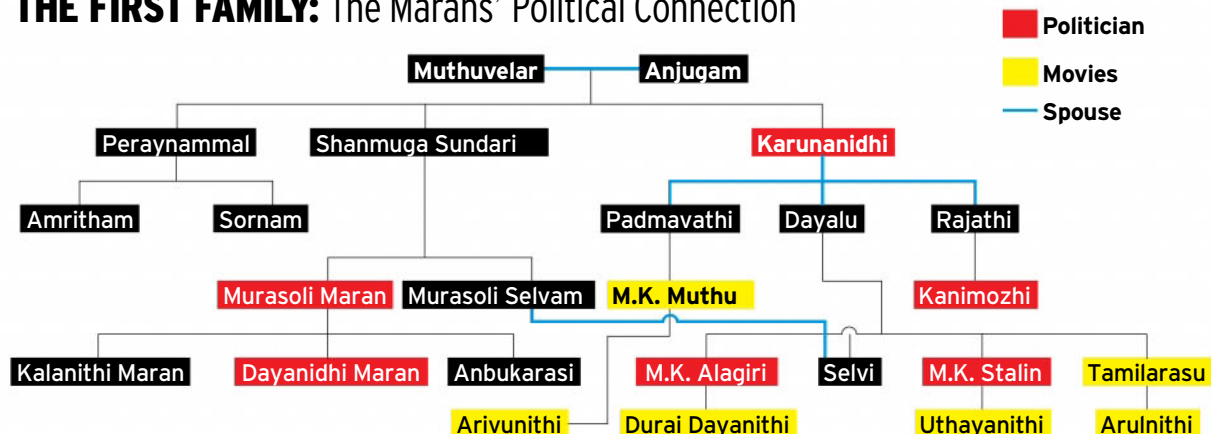 THE FIRST FAMILY: The Marans' Political Connection
Politician
Movies
Spouse
Muthuvelar Anjugam
Peraynammal Shanmuga Sundari Karunanidhi
Amritham Sornam Padmavathi Dayalu Rajathi
Murasoli Maran Murasoli Selvam M.K. Muthu Kanimozhi
Kalanithi Maran Dayanidhi Maran Anbukarasi M.K. Alagiri Selvi M.K. Stalin Tamilarasu
Arivunithi Durai Dayanithi Uthayanithi Arulnithi